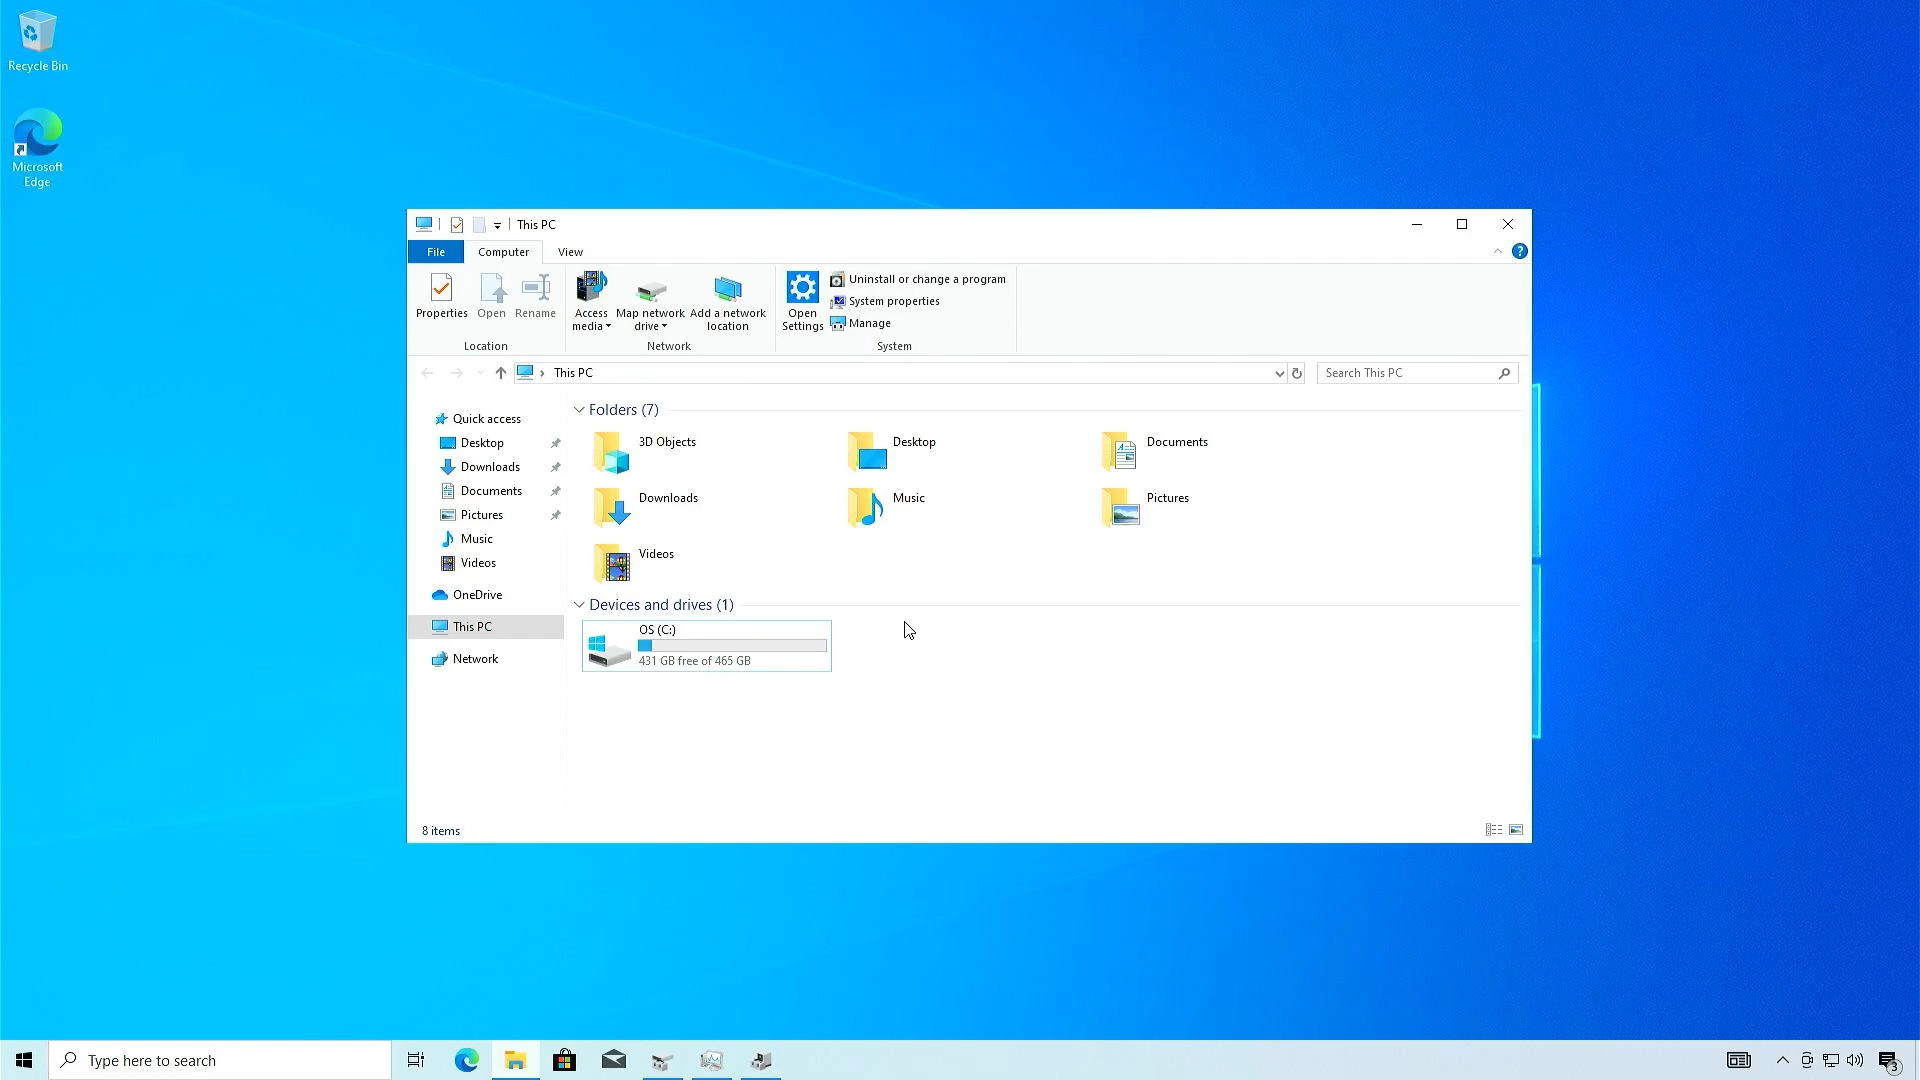 Recycle Bin
Microsoft
Edge
This PC
File
Computer
View
?
Properties
Open
Rename
Access
media
Map network
drive
Add a network
location
Open
Settings
Uninstall or change a program
System properties
Manage
Location
Network
System
This PC
Search This PC
Quick access
Desktop
Downloads
Documents
Pictures
Music
Videos
OneDrive
This PC
Network
Folders (7)
3D Objects
Desktop
Documents
Downloads
Music
Pictures
Videos
Devices and drives (1)
OS (C:)
431 GB free of 465 GB
8 items
Type here to search
3